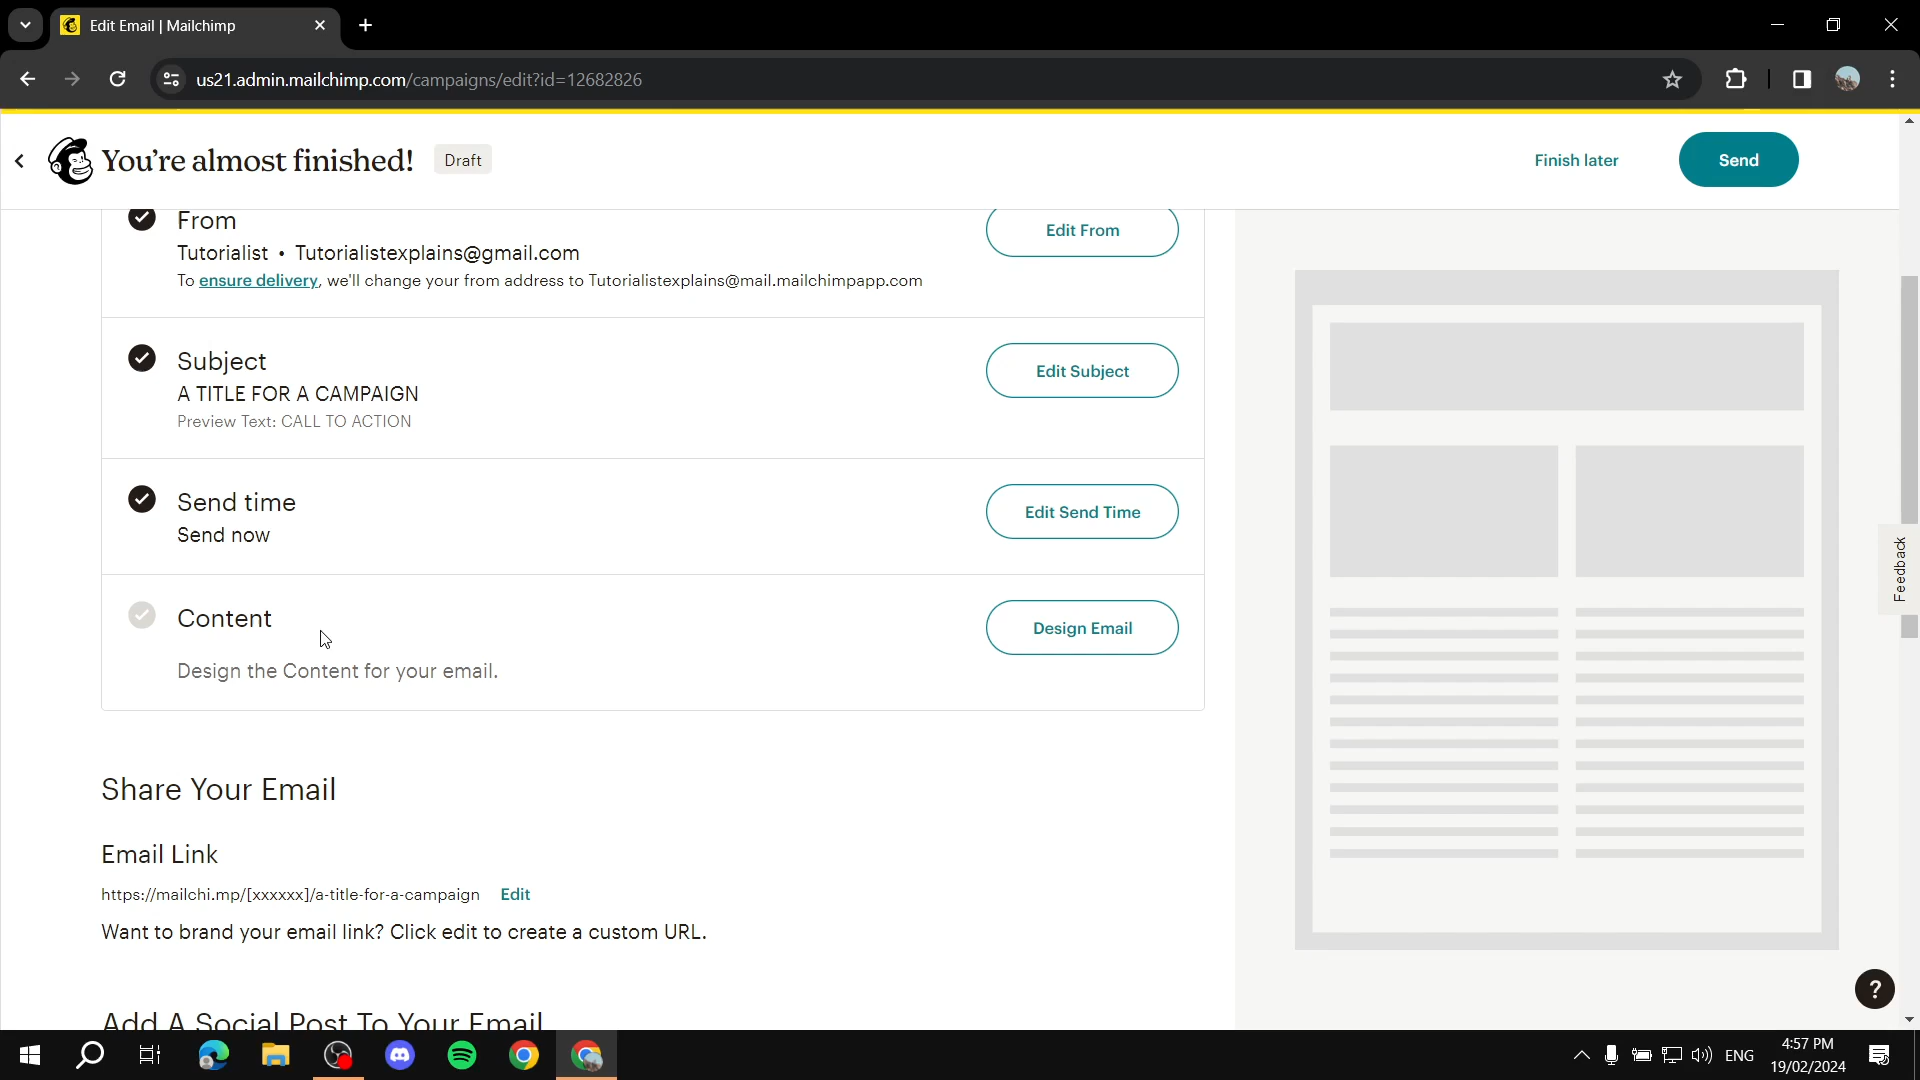 Edit Email | Mailchimp
us21.admin.mailchimp.com/campaigns/edit?id=12682826
You're almost finished!
Draft
Finish later
Send
From
Tutorialist • Tutorialistexplains@gmail.com
To ensure delivery, we'll change your from address to Tutorialistexplains@mail.mailchimpapp.com
Edit From
Subject
A TITLE FOR A CAMPAIGN
Preview Text: CALL TO ACTION
Edit Subject
Send time
Send now
Edit Send Time
Content
Design the Content for your email.
Design Email
Feedback
Share Your Email
Email Link
https://mailchi.mp/[xxxxxx]/a-title-for-a-campaign Edit
Want to brand your email link? Click edit to create a custom URL.
Add A Social Post To Your Email
?
ENG
4:57 PM
19/02/2024